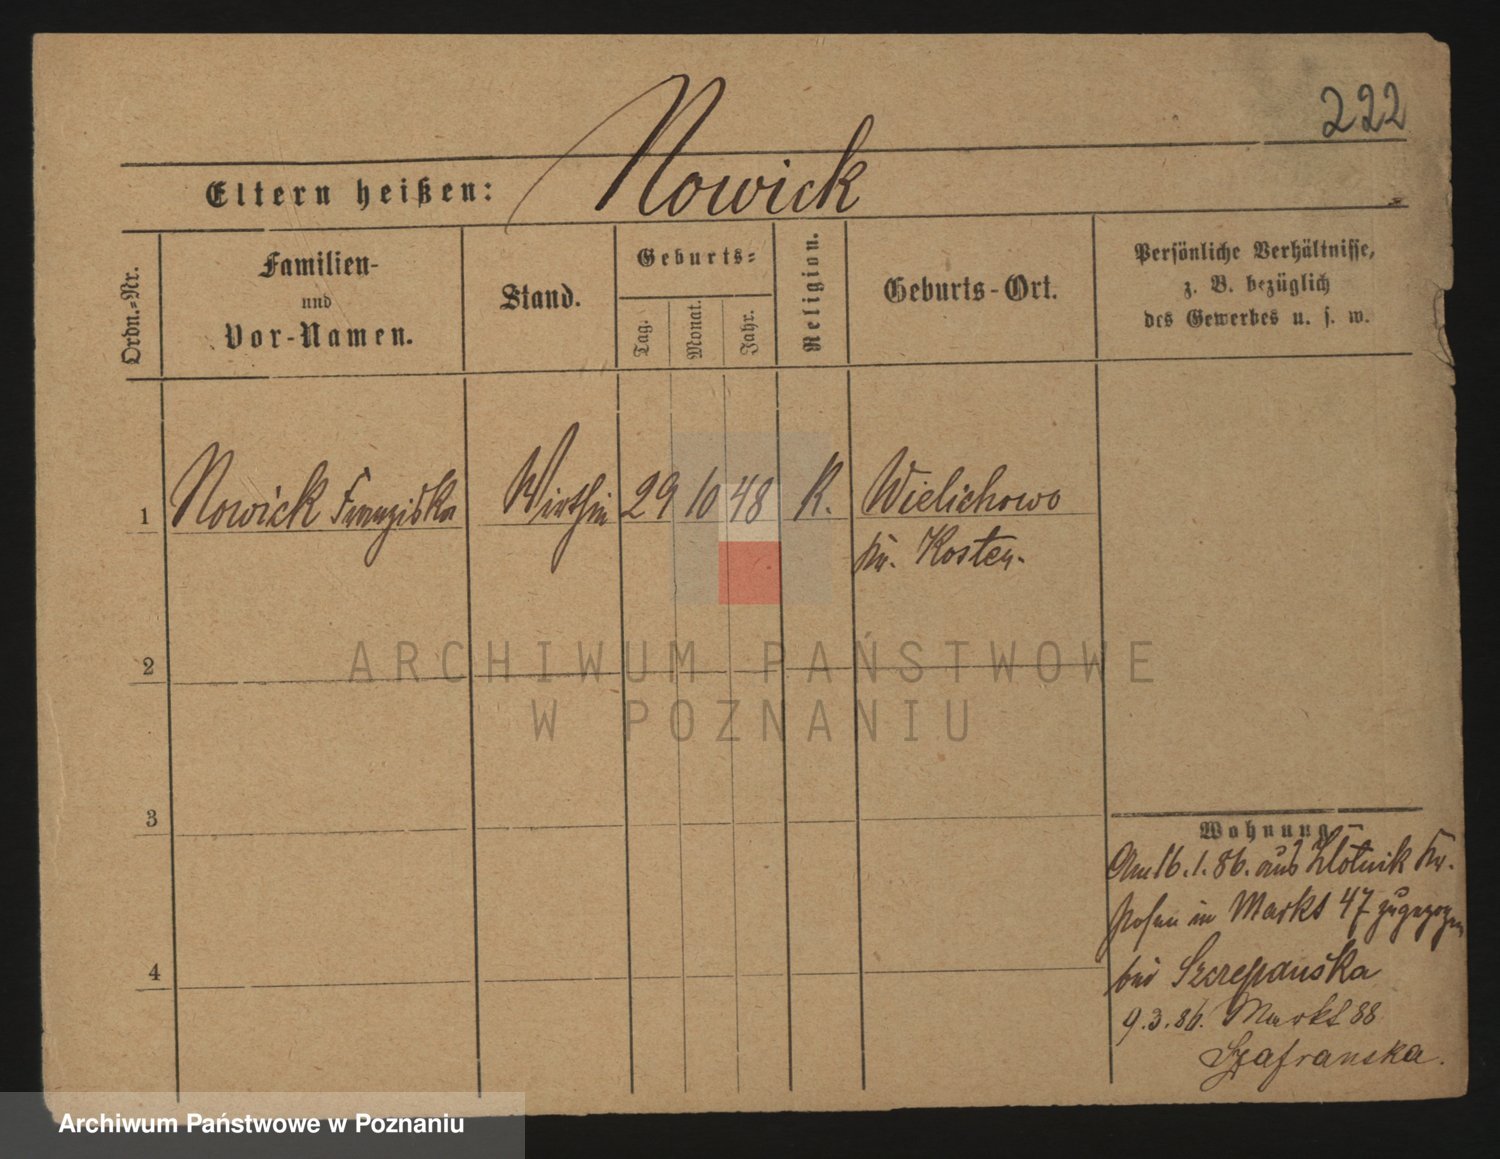 222
Eltern heißen: Nowick
Ordn.-Nr.
Familien-
und
Vor-Namen.
Stand.
Geburts-
Tag.
Monat.
Jahr.
Religion.
Geburts-Ort.
Persönliche Verhältnisse,
z. B. bezüglich
des Gewerbes u. s. w.
1 Nowick Franziska Wirthin 29 10 48 K. Wielichowo
Kr. Kosten.
2
3
4
Wohnung
Am 16.1.86. aus Zlotnik Kr.
Posen in Markt 47 zugezogen
bei Szczepanska
9.3.86. Markt 88
Szafranska.
ARCHIWUM PAŃSTWOWE
W POZNANIU
Archiwum Państwowe w Poznaniu